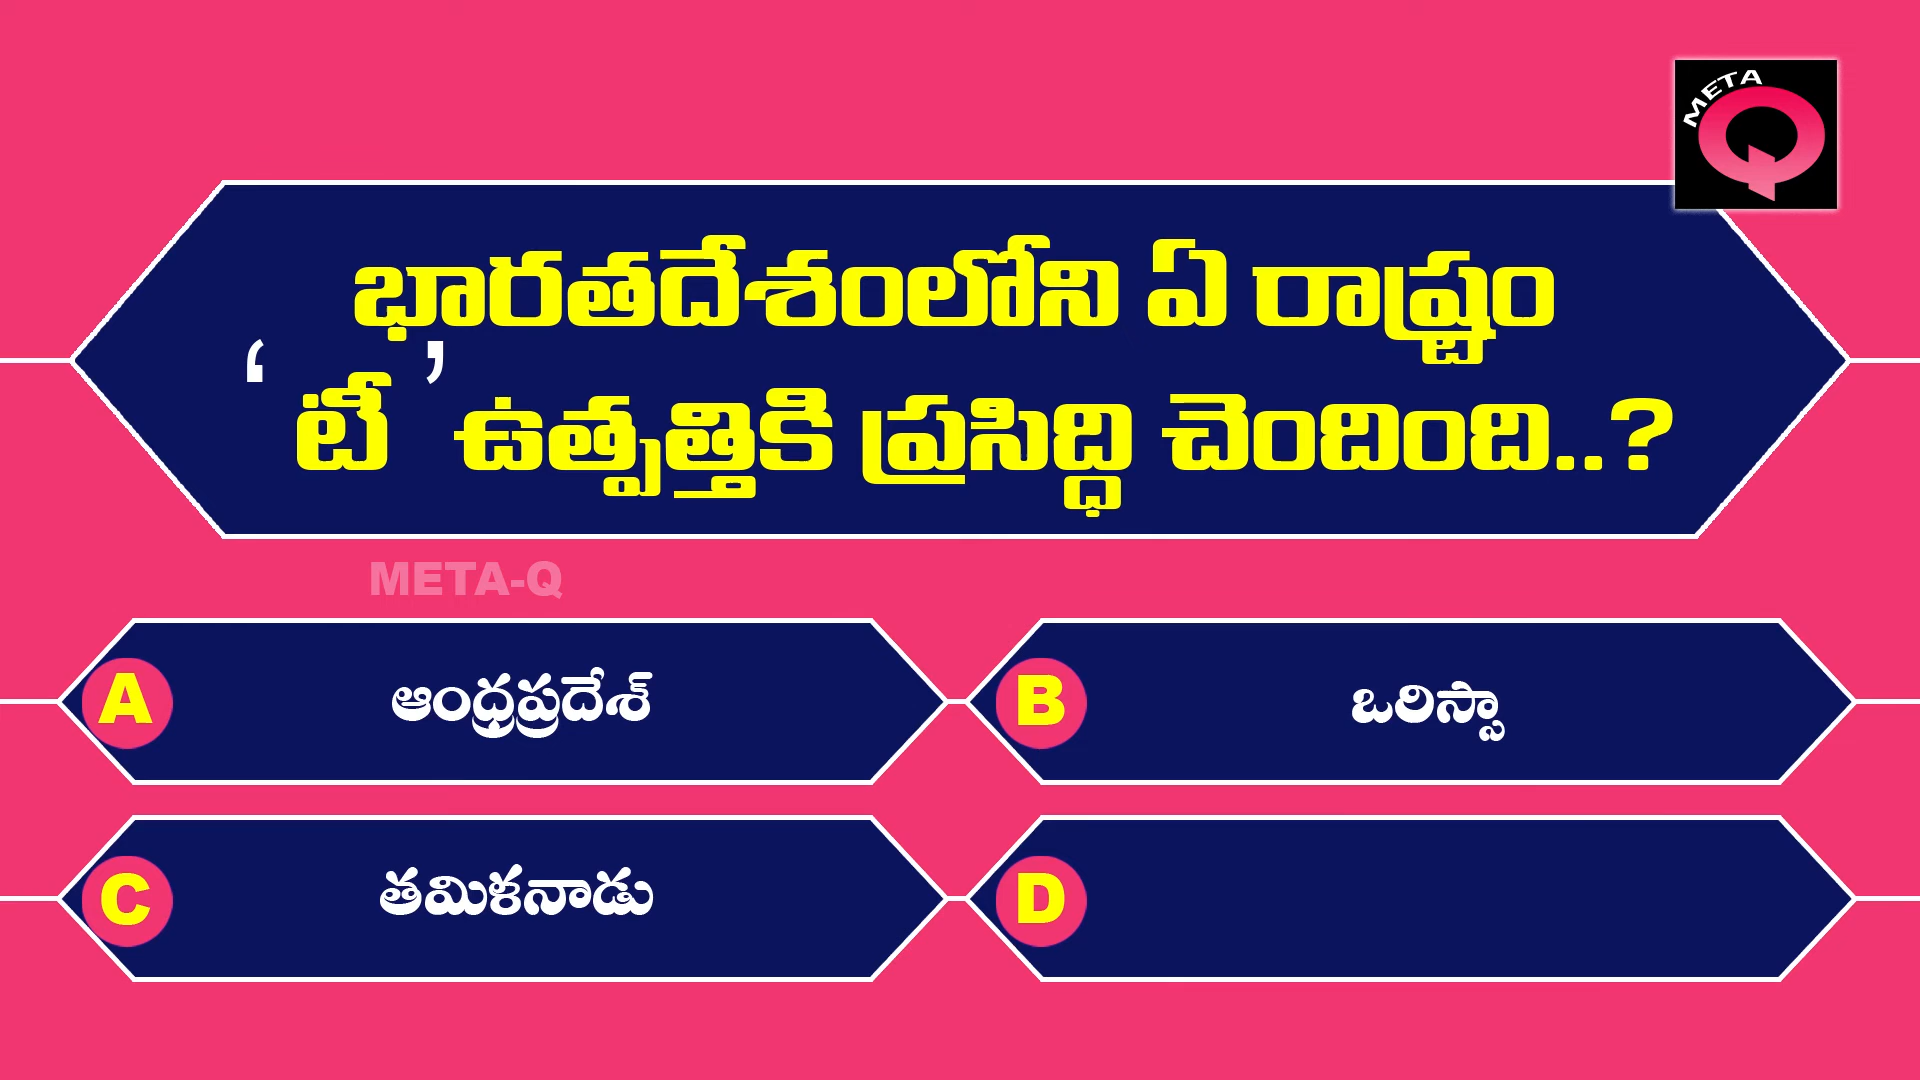 META
Q
భారతదేశంలోని ఏ రాష్ట్రం
‘టీ’ ఉత్పత్తికి ప్రసిద్ధి చెందింది..?
META-Q
A ఆంధ్రప్రదేశ్
B ఒరిస్సా
C తమిళనాడు
D